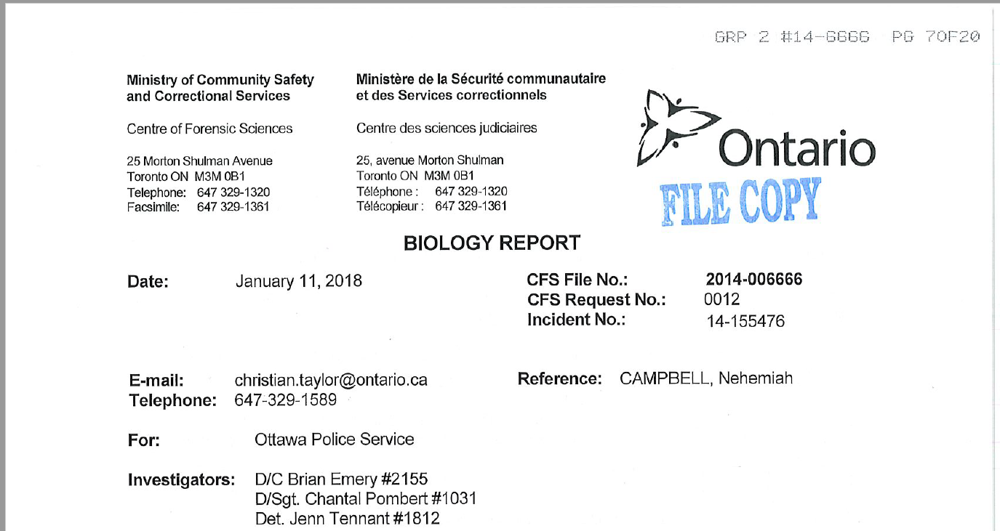 GRP 2 #14-6666 PG 7OF20
Ministry of Community Safety
and Correctional Services
Ministère de la Sécurité communautaire
et des Services correctionnels
Centre of Forensic Sciences
Centre des sciences judiciaires
25 Morton Shulman Avenue
Toronto ON M3M 0B1
Telephone: 647 329-1320
Facsimile: 647 329-1361
25, avenue Morton Shulman
Toronto ON M3M 0B1
Téléphone : 647 329-1320
Télécopieur : 647 329-1361
Ontario
FILE COPY
BIOLOGY REPORT
Date: January 11, 2018
CFS File No.: 2014-006666
CFS Request No.: 0012
Incident No.: 14-155476
E-mail: christian.taylor@ontario.ca
Telephone: 647-329-1589
Reference: CAMPBELL, Nehemiah
For: Ottawa Police Service
Investigators: D/C Brian Emery #2155
D/Sgt. Chantal Pombert #1031
Det. Jenn Tennant #1812